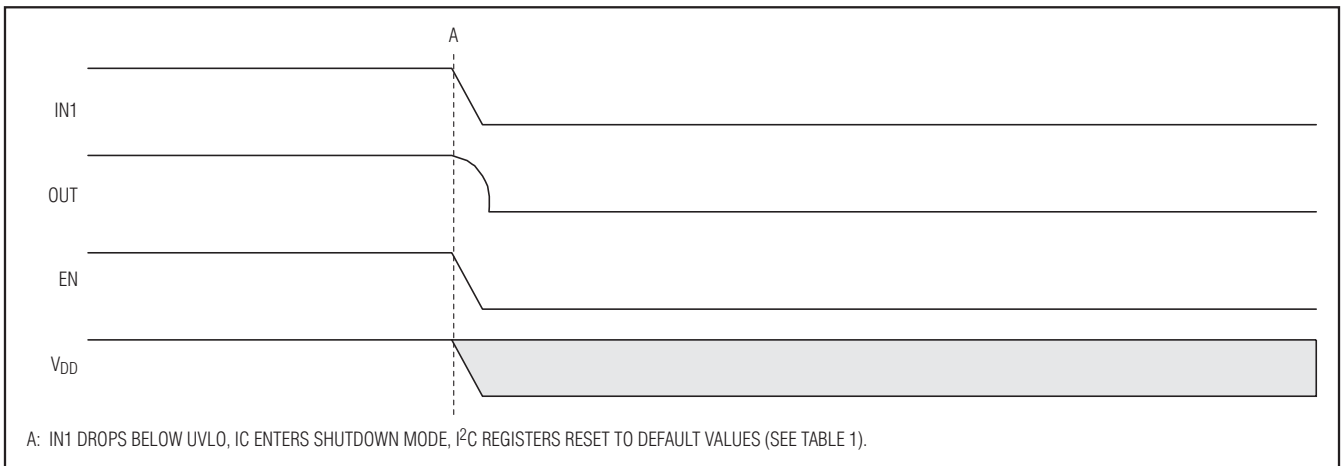 A
IN1
OUT
EN
VDD
A: IN1 DROPS BELOW UVLO, IC ENTERS SHUTDOWN MODE, I2C REGISTERS RESET TO DEFAULT VALUES (SEE TABLE 1).